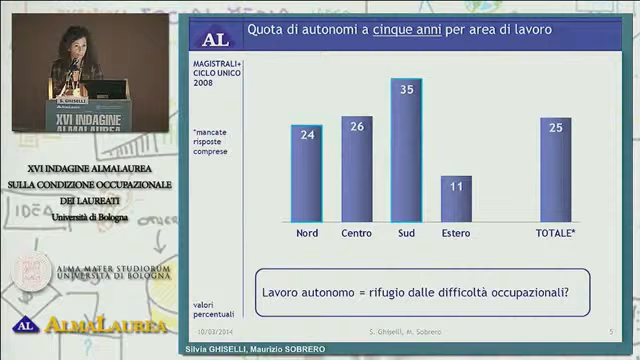 S. GHISELLI
XVI INDAGINE
ALMALAUREA
XVI INDAGINE ALMALAUREA
SULLA CONDIZIONE OCCUPAZIONALE
DEI LAUREATI
Università di Bologna
IDEA
ALMA MATER STUDIORUM
UNIVERSITÀ DI BOLOGNA
AL ALMALAUREA
AL
Quota di autonomi a cinque anni per area di lavoro
MAGISTRALI+
CICLO UNICO
2008
*mancate
risposte
comprese
24
26
35
11
25
Nord Centro Sud Estero TOTALE*
Lavoro autonomo = rifugio dalle difficoltà occupazionali?
valori
percentuali
10/03/2014 S. Ghiselli, M. Sobrero 5
Silvia GHISELLI, Maurizio SOBRERO